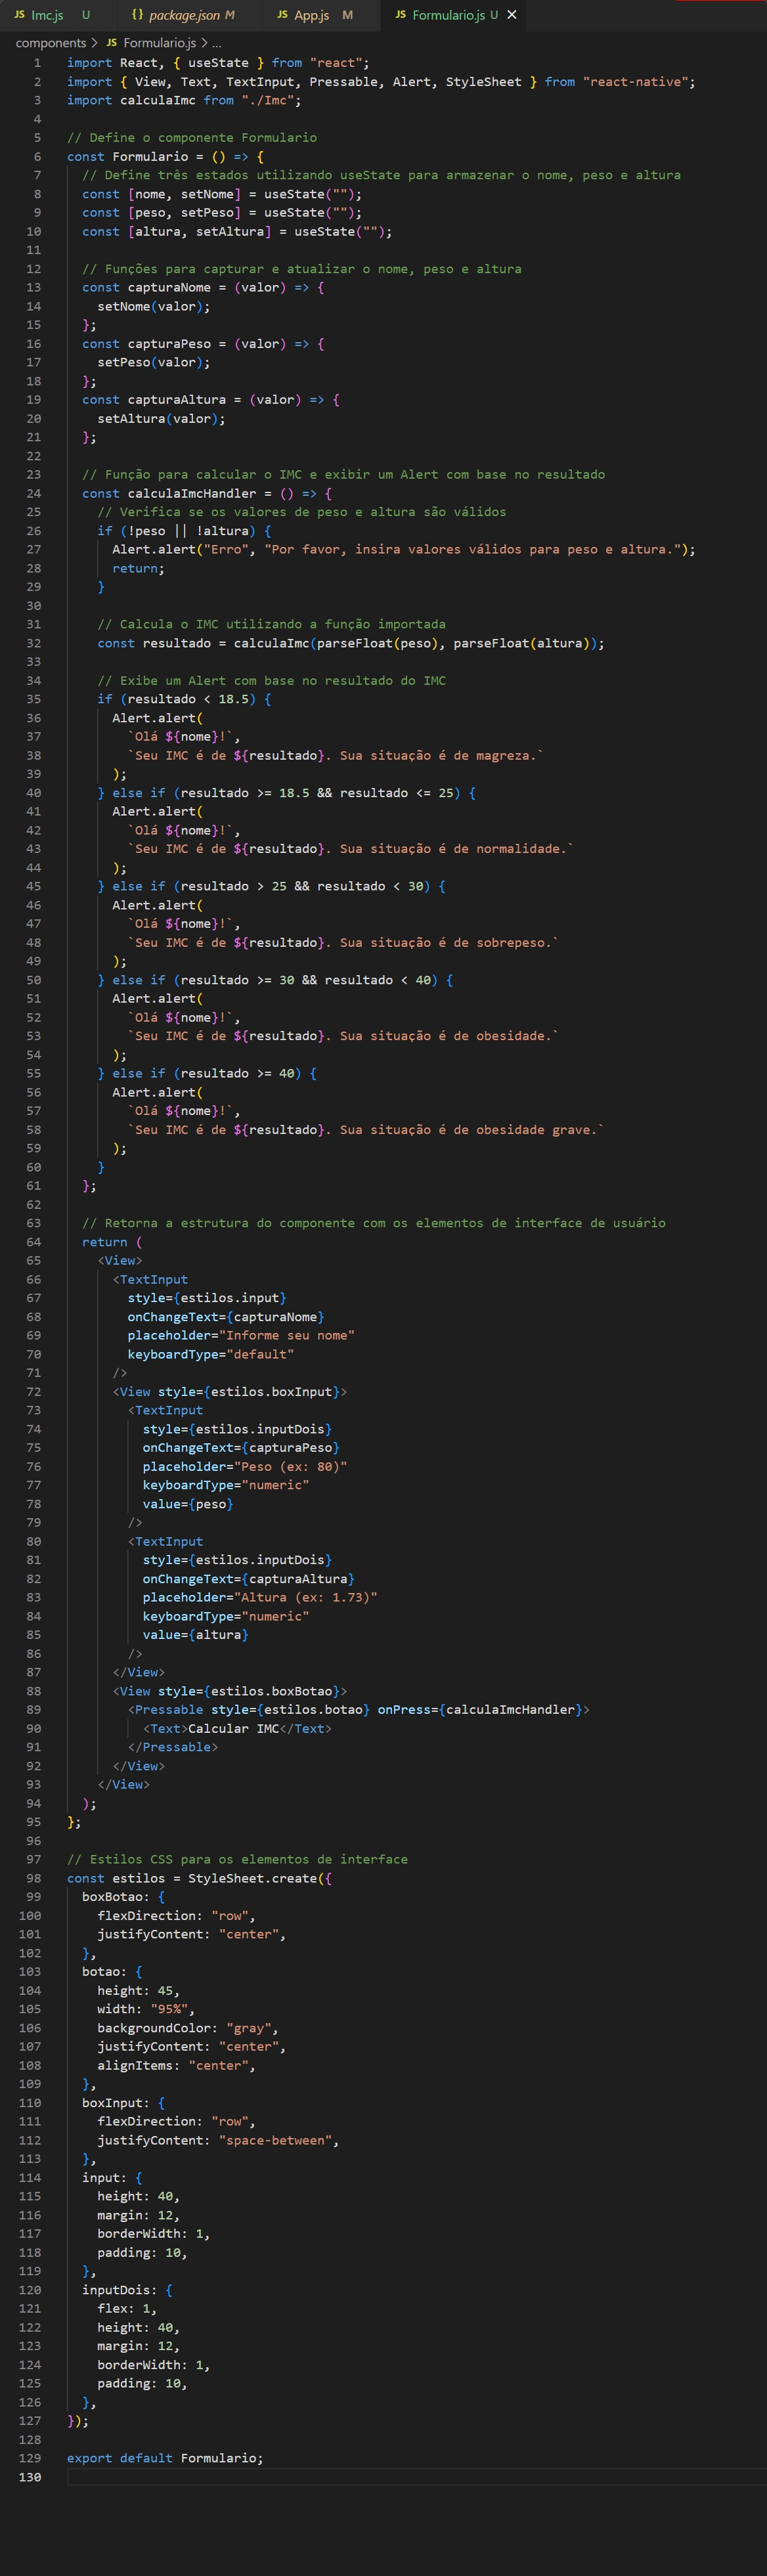 JS Imc.js U {} package.json M JS App.js M JS Formulario.js U ×
components > JS Formulario.js > ...
1 import React, { useState } from "react";
2 import { View, Text, TextInput, Pressable, Alert, StyleSheet } from "react-native";
3 import calculaImc from "./Imc";
4
5 // Define o componente Formulario
6 const Formulario = () => {
7   // Define três estados utilizando useState para armazenar o nome, peso e altura
8   const [nome, setNome] = useState("");
9   const [peso, setPeso] = useState("");
10   const [altura, setAltura] = useState("");
11
12   // Funções para capturar e atualizar o nome, peso e altura
13   const capturaNome = (valor) => {
14     setNome(valor);
15   };
16   const capturaPeso = (valor) => {
17     setPeso(valor);
18   };
19   const capturaAltura = (valor) => {
20     setAltura(valor);
21   };
22
23   // Função para calcular o IMC e exibir um Alert com base no resultado
24   const calculaImcHandler = () => {
25     // Verifica se os valores de peso e altura são válidos
26     if (!peso || !altura) {
27       Alert.alert("Erro", "Por favor, insira valores válidos para peso e altura.");
28       return;
29     }
30
31     // Calcula o IMC utilizando a função importada
32     const resultado = calculaImc(parseFloat(peso), parseFloat(altura));
33
34     // Exibe um Alert com base no resultado do IMC
35     if (resultado < 18.5) {
36       Alert.alert(
37         `Olá ${nome}!`,
38         `Seu IMC é de ${resultado}. Sua situação é de magreza.`
39       );
40     } else if (resultado >= 18.5 && resultado <= 25) {
41       Alert.alert(
42         `Olá ${nome}!`,
43         `Seu IMC é de ${resultado}. Sua situação é de normalidade.`
44       );
45     } else if (resultado > 25 && resultado < 30) {
46       Alert.alert(
47         `Olá ${nome}!`,
48         `Seu IMC é de ${resultado}. Sua situação é de sobrepeso.`
49       );
50     } else if (resultado >= 30 && resultado < 40) {
51       Alert.alert(
52         `Olá ${nome}!`,
53         `Seu IMC é de ${resultado}. Sua situação é de obesidade.`
54       );
55     } else if (resultado >= 40) {
56       Alert.alert(
57         `Olá ${nome}!`,
58         `Seu IMC é de ${resultado}. Sua situação é de obesidade grave.`
59       );
60     }
61   };
62
63   // Retorna a estrutura do componente com os elementos de interface de usuário
64   return (
65     <View>
66       <TextInput
67         style={estilos.input}
68         onChangeText={capturaNome}
69         placeholder="Informe seu nome"
70         keyboardType="default"
71       />
72       <View style={estilos.boxInput}>
73         <TextInput
74           style={estilos.inputDois}
75           onChangeText={capturaPeso}
76           placeholder="Peso (ex: 80)"
77           keyboardType="numeric"
78           value={peso}
79         />
80         <TextInput
81           style={estilos.inputDois}
82           onChangeText={capturaAltura}
83           placeholder="Altura (ex: 1.73)"
84           keyboardType="numeric"
85           value={altura}
86         />
87       </View>
88       <View style={estilos.boxBotao}>
89         <Pressable style={estilos.botao} onPress={calculaImcHandler}>
90           <Text>Calcular IMC</Text>
91         </Pressable>
92       </View>
93     </View>
94   );
95 };
96
97 // Estilos CSS para os elementos de interface
98 const estilos = StyleSheet.create({
99   boxBotao: {
100     flexDirection: "row",
101     justifyContent: "center",
102   },
103   botao: {
104     height: 45,
105     width: "95%",
106     backgroundColor: "gray",
107     justifyContent: "center",
108     alignItems: "center",
109   },
110   boxInput: {
111     flexDirection: "row",
112     justifyContent: "space-between",
113   },
114   input: {
115     height: 40,
116     margin: 12,
117     borderWidth: 1,
118     padding: 10,
119   },
120   inputDois: {
121     flex: 1,
122     height: 40,
123     margin: 12,
124     borderWidth: 1,
125     padding: 10,
126   },
127 });
128
129 export default Formulario;
130